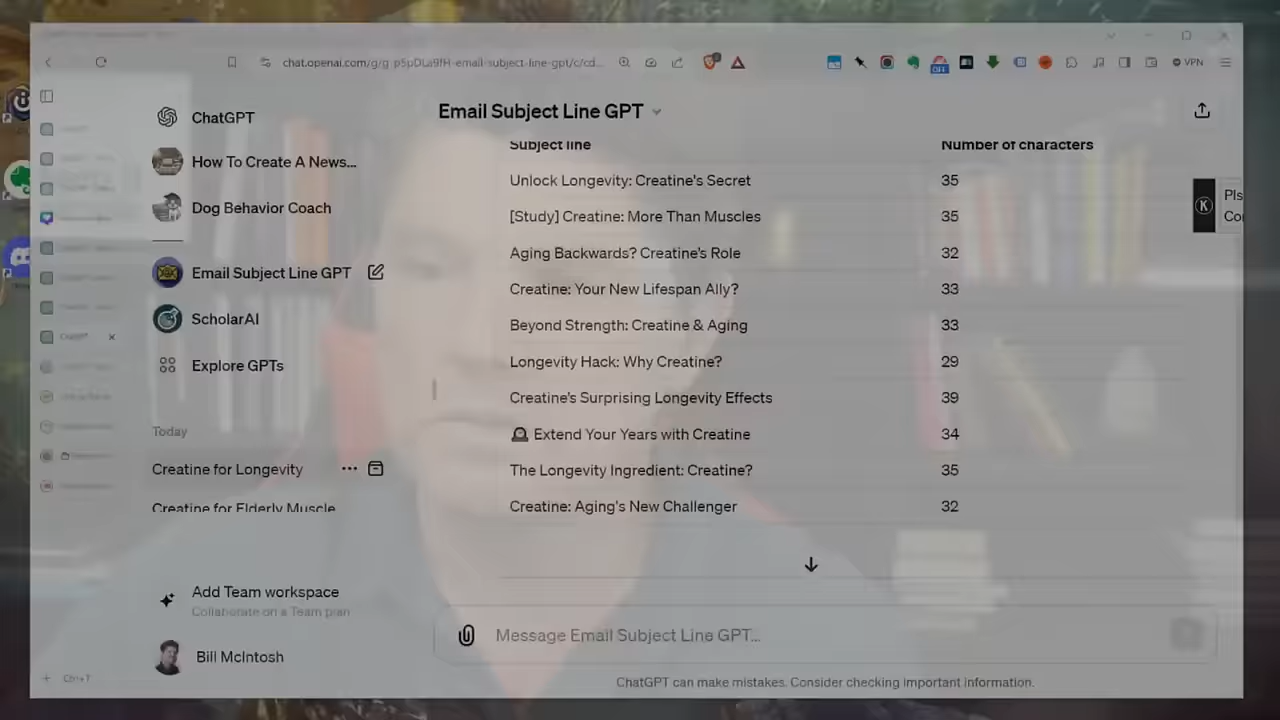 chat.openai.com/g/g-p5pDLa9fH-email-subject-line-gpt/c/cd...
OFF
VPN
ChatGPT
Email Subject Line GPT
How To Create A News...
Dog Behavior Coach
Email Subject Line GPT
ScholarAI
Explore GPTs
Today
Creatine for Longevity
Creatine for Elderly Muscle
Add Team workspace
Collaborate on a Team plan
Bill McIntosh
Ctrl+T
Subject line Number of characters
Unlock Longevity: Creatine's Secret 35
[Study] Creatine: More Than Muscles 35
Aging Backwards? Creatine's Role 32
Creatine: Your New Lifespan Ally? 33
Beyond Strength: Creatine & Aging 33
Longevity Hack: Why Creatine? 29
Creatine's Surprising Longevity Effects 39
Extend Your Years with Creatine 34
The Longevity Ingredient: Creatine? 35
Creatine: Aging's New Challenger 32
K
Message Email Subject Line GPT...
ChatGPT can make mistakes. Consider checking important information.